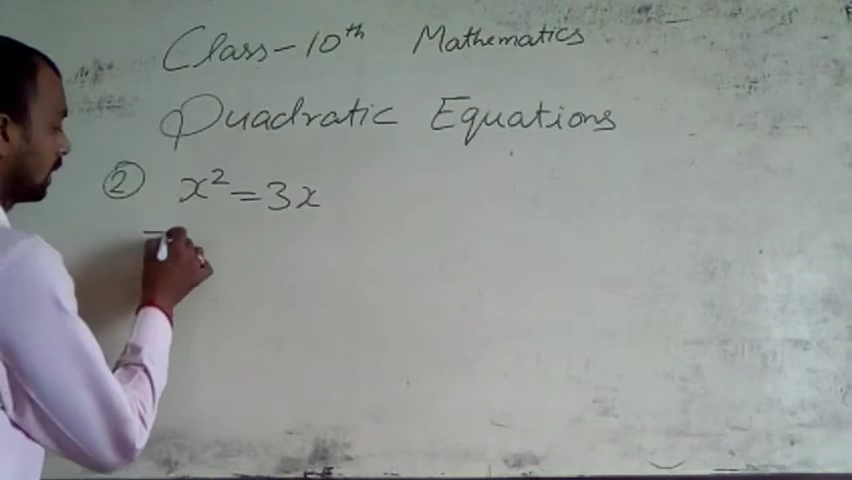 Class-10th Mathematics
Quadratic Equations
② x² = 3x